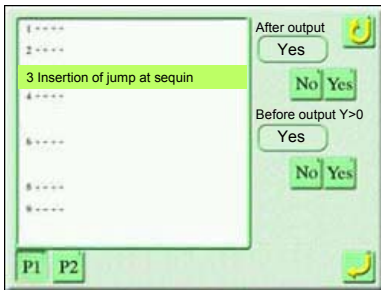 1 ----
2 ----
3 Insertion of jump at sequin
4 ----
6 ----
8 ----
9 ----
After output
Yes
No Yes
Before output Y>0
Yes
No Yes
P1 P2